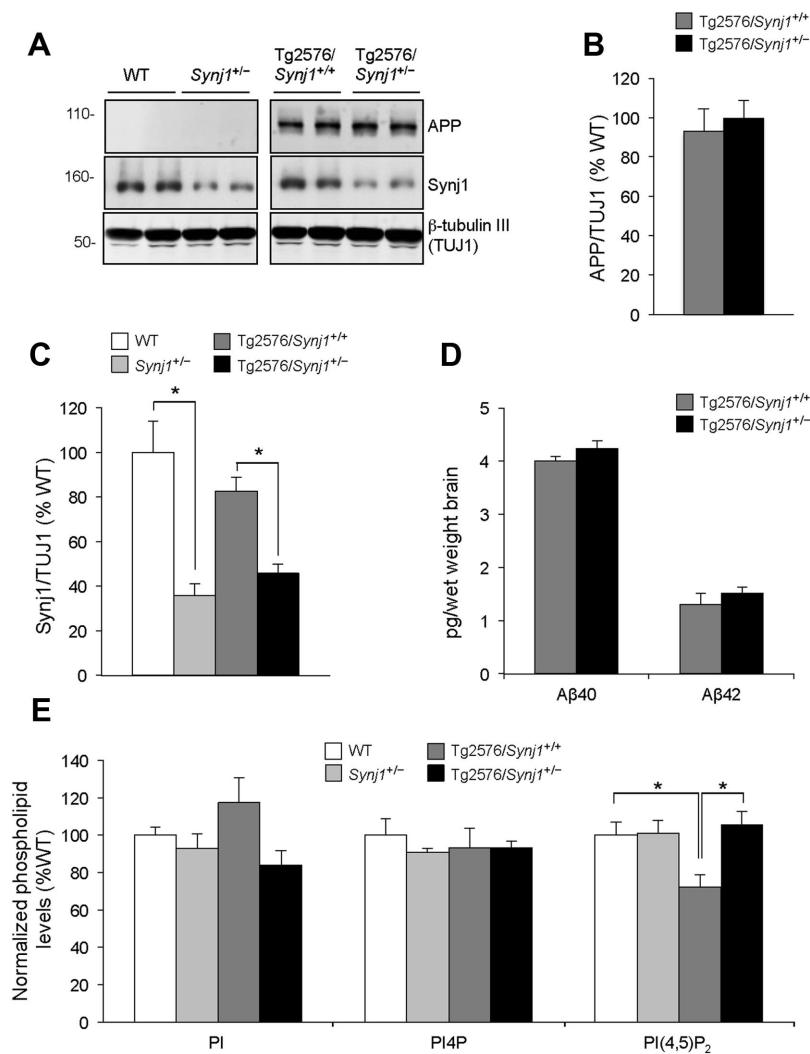 A
WT
Synj1+/−
Tg2576/
Synj1+/+
Tg2576/
Synj1+/−
110-
APP
160-
Synj1
50-
β-tubulin III
(TUJ1)
B
Tg2576/Synj1+/+
Tg2576/Synj1+/−
APP/TUJ1 (% WT)
120
100
80
60
40
20
0
C
WT
Synj1+/−
Tg2576/Synj1+/+
Tg2576/Synj1+/−
Synj1/TUJ1 (% WT)
120
100
80
60
40
20
0
*
*
D
Tg2576/Synj1+/+
Tg2576/Synj1+/−
pg/wet weight brain
5
4
3
2
1
0
Aβ40
Aβ42
E
WT
Synj1+/−
Tg2576/Synj1+/+
Tg2576/Synj1+/−
Normalized phospholipid
levels (%WT)
140
120
100
80
60
40
20
0
*
*
PI
PI4P
PI(4,5)P2